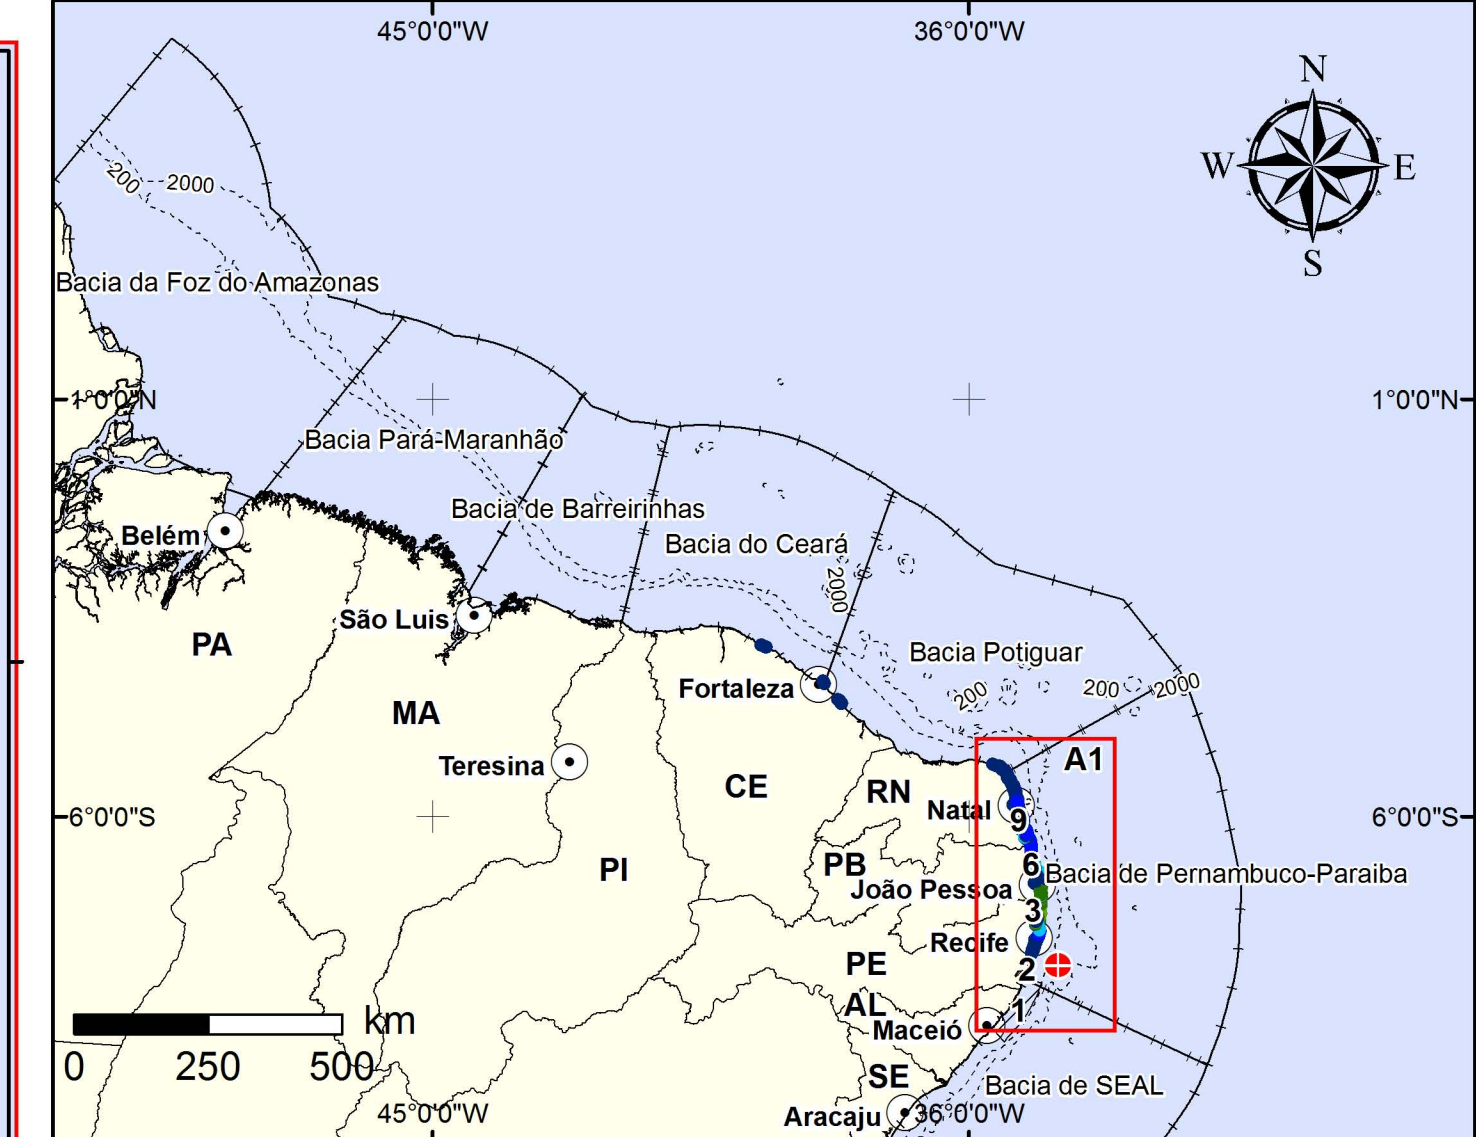 45°0'0"W
36°0'0"W
N
W
E
S
200
2000
Bacia da Foz do Amazonas
1°0'0"N
1°0'0"N
Bacia Pará-Maranhão
Bacia de Barreirinhas
Belém
Bacia do Ceará
2000
São Luis
PA
Bacia Potiguar
Fortaleza
200
200
2000
MA
A1
Teresina
CE
RN
Natal
9
6°0'0"S
6°0'0"S
PI
PB
6
Bacia de Pernambuco-Paraiba
João Pessoa
3
Recife
PE
2
AL
1
km
Maceió
0
250
500
SE
Bacia de SEAL
45°0'0"W
Aracaju
36°0'0"W